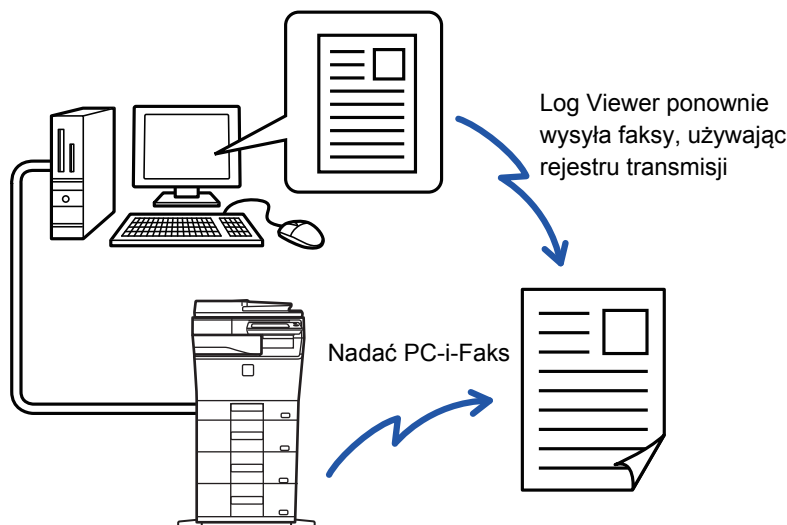 Log Viewer ponownie
wysyła faksy, używając
rejestru transmisji
Nadać PC-i-Faks